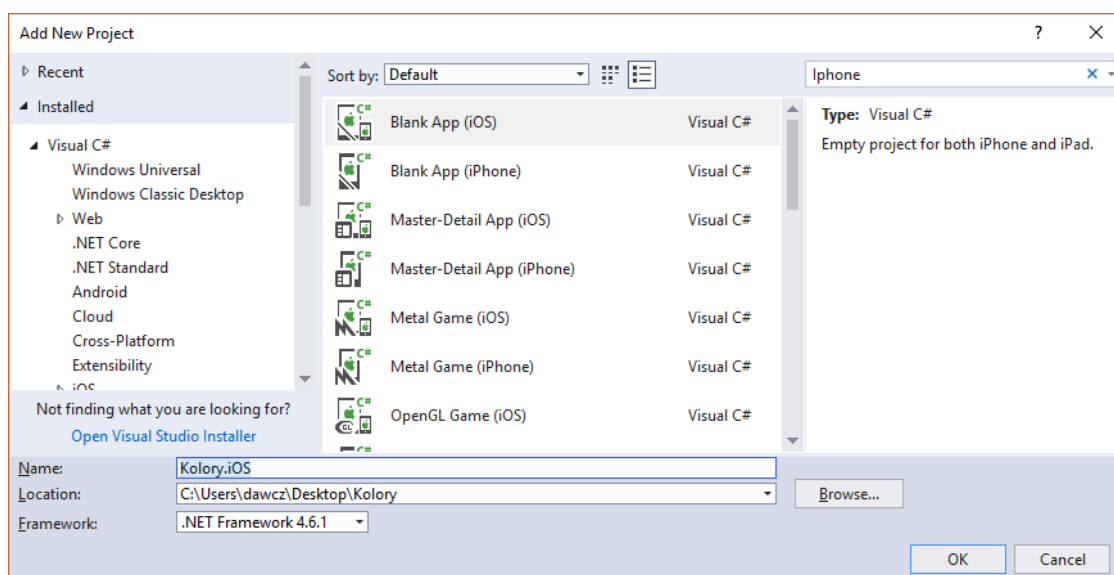 Add New Project
?
Recent
Installed
Visual C#
Windows Universal
Windows Classic Desktop
Web
.NET Core
.NET Standard
Android
Cloud
Cross-Platform
Extensibility
iOS
Not finding what you are looking for?
Open Visual Studio Installer
Sort by: Default
C# Blank App (iOS) Visual C#
C# Blank App (iPhone) Visual C#
C# Master-Detail App (iOS) Visual C#
C# Master-Detail App (iPhone) Visual C#
C# Metal Game (iOS) Visual C#
C# Metal Game (iPhone) Visual C#
C# GL OpenGL Game (iOS) Visual C#
C#
Iphone
Type: Visual C#
Empty project for both iPhone and iPad.
Name: Kolory.iOS
Location: C:\Users\dawcz\Desktop\Kolory Browse...
Framework: .NET Framework 4.6.1
OK Cancel